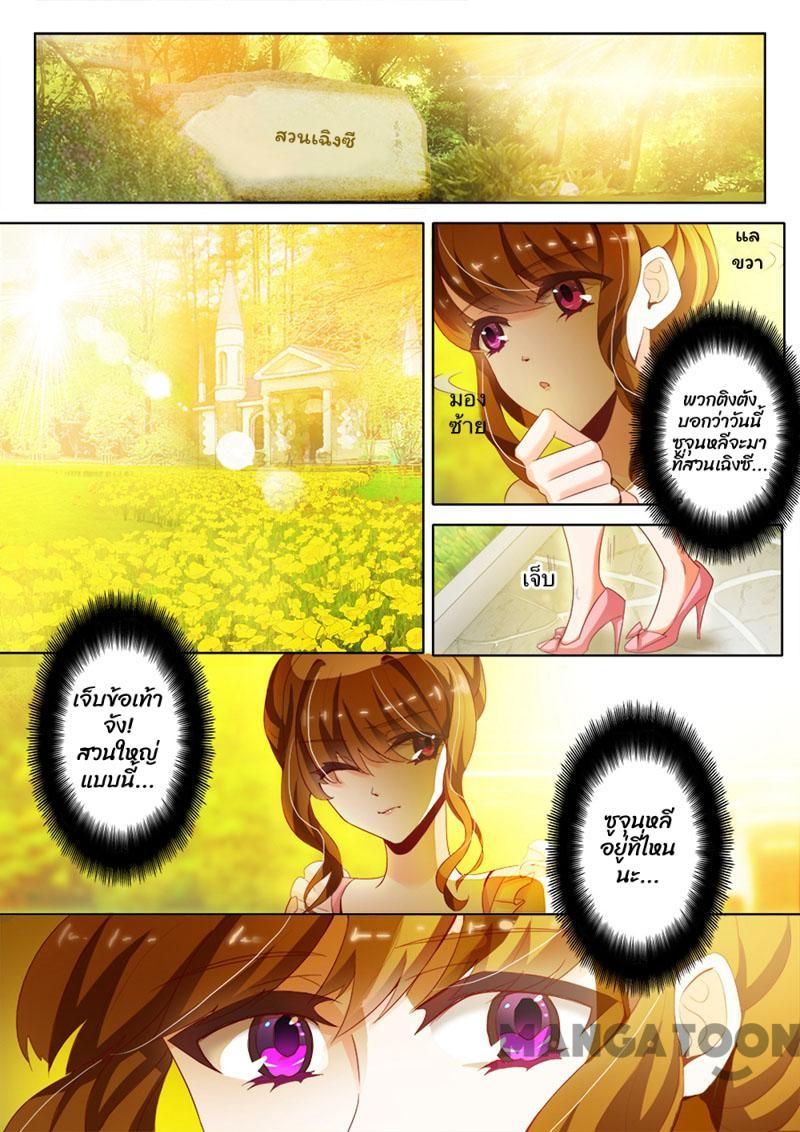 สวนเฉิงซี
แล
ขวา
มอง
ซ้าย
พวกติงตัง
บอกว่าวันนี้
ซูจุนหลีจะมา
ที่สวนเฉิงซี...
เจ็บ
เจ็บข้อเท้า
จัง!
สวนใหญ่
แบบนี้...
ซูจุนหลี
อยู่ที่ไหน
นะ...
MANGATOON